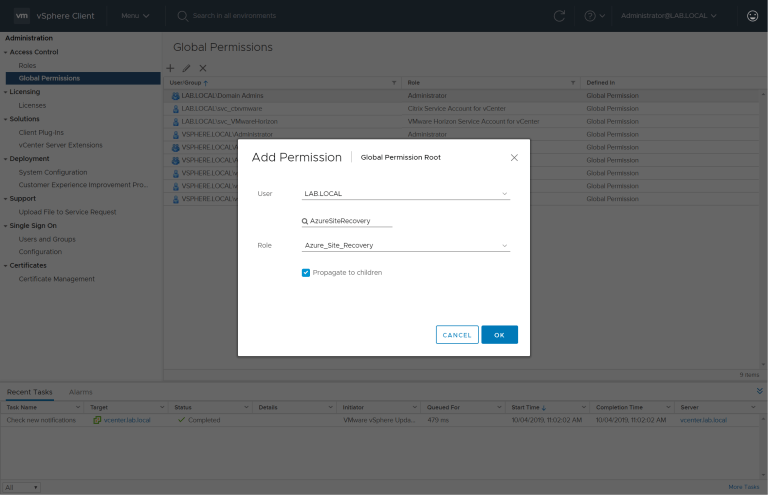 vm vSphere Client Menu Search in all environments Administrator@LAB.LOCAL
Administration
Access Control
Roles
Global Permissions
Licensing
Licenses
Solutions
Client Plug-Ins
vCenter Server Extensions
Deployment
System Configuration
Customer Experience Improvement Pro...
Support
Upload File to Service Request
Single Sign On
Users and Groups
Configuration
Certificates
Certificate Management
Global Permissions
User/Group ↑ Role Defined In
LAB.LOCAL\Domain Admins Administrator Global Permission
LAB.LOCAL\svc_ctxvmware Citrix Service Account for vCenter Global Permission
LAB.LOCAL\svc_VMwareHorizon VMware Horizon Service Account for vCenter Global Permission
VSPHERE.LOCAL\Administrator Administrator Global Permission
VSPHERE.LOCAL\ Global Permission
VSPHERE.LOCAL\ Global Permission
VSPHERE.LOCAL\ Global Permission
VSPHERE.LOCAL\ Global Permission
VSPHERE.LOCAL\ Global Permission
9 items
Add Permission Global Permission Root
User LAB.LOCAL
AzureSiteRecovery
Role Azure_Site_Recovery
Propagate to children
CANCEL OK
Recent Tasks Alarms
Task Name Target Status Details Initiator Queued For Start Time ↓ Completion Time Server
Check new notifications vcenter.lab.local Completed VMware vSphere Upda... 479 ms 10/04/2019, 11:02:02 AM 10/04/2019, 11:02:02 AM vcenter.lab.local
All More Tasks